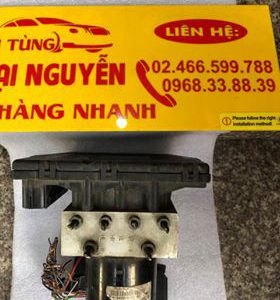 TÙNG
LIÊN HỆ:
ẠI NGUYỄN
02.466.599.788
0968.33.88.39
HÀNG NHANH
Please follow the right
installation method!